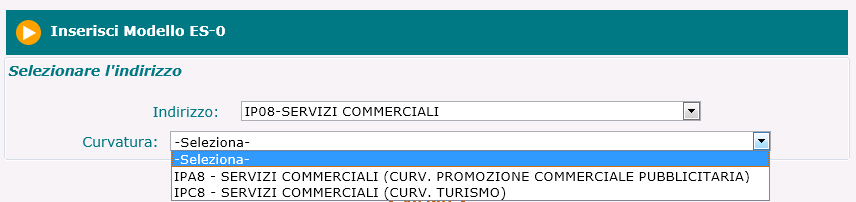 Inserisci Modello ES-0
Selezionare l'indirizzo
Indirizzo: IP08-SERVIZI COMMERCIALI
Curvatura: -Seleziona-
-Seleziona-
IPA8 - SERVIZI COMMERCIALI (CURV. PROMOZIONE COMMERCIALE PUBBLICITARIA)
IPC8 - SERVIZI COMMERCIALI (CURV. TURISMO)